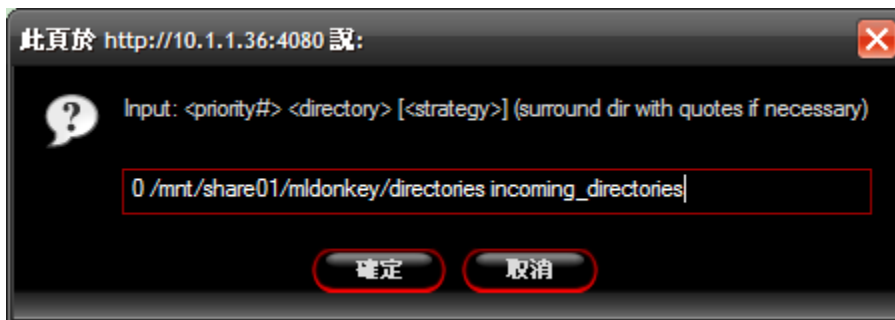 此頁於 http://10.1.1.36:4080 說:
Input: <priority#> <directory> [<strategy>] (surround dir with quotes if necessary)
0 /mnt/share01/mldonkey/directories incoming_directories
確定
取消